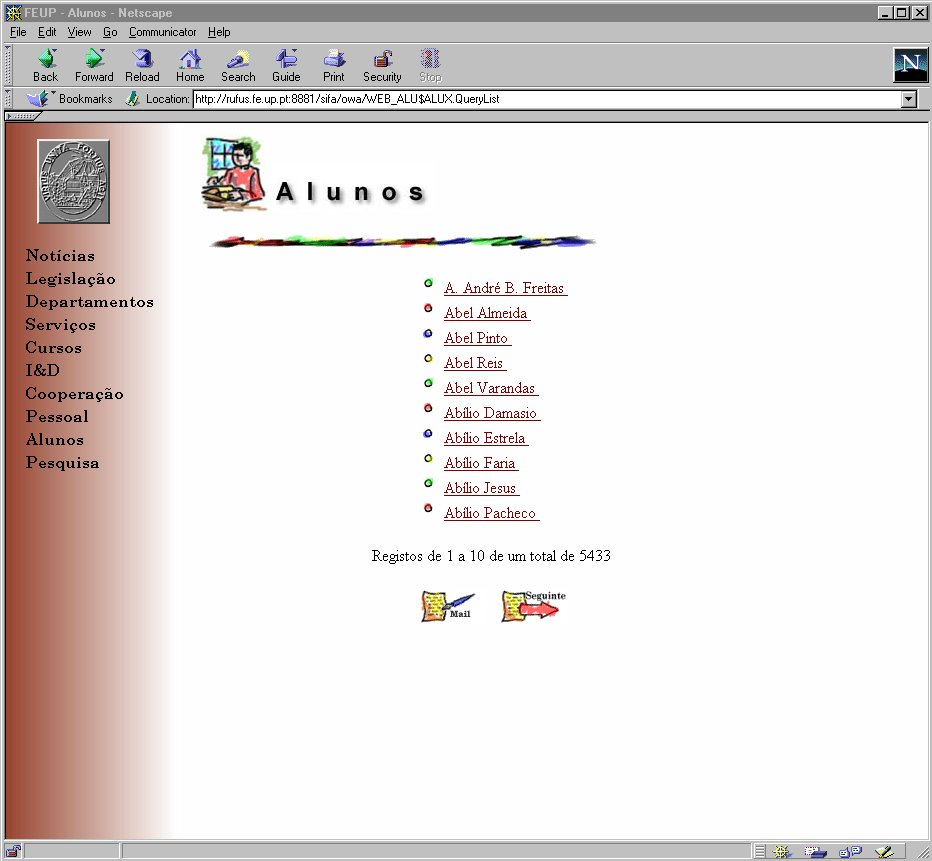 FEUP - Alunos - Netscape
File Edit View Go Communicator Help
Back Forward Reload Home Search Guide Print Security Stop
N
Bookmarks Location: http://rufus.fe.up.pt:8881/sifa/owa/WEB_ALU$ALUX.QueryList
Alunos
Notícias
Legislação
Departamentos
Serviços
Cursos
I&D
Cooperação
Pessoal
Alunos
Pesquisa
A. André B. Freitas
Abel Almeida
Abel Pinto
Abel Reis
Abel Varandas
Abílio Damasio
Abílio Estrela
Abílio Faria
Abílio Jesus
Abílio Pacheco
Registos de 1 a 10 de um total de 5433
Mail Seguinte